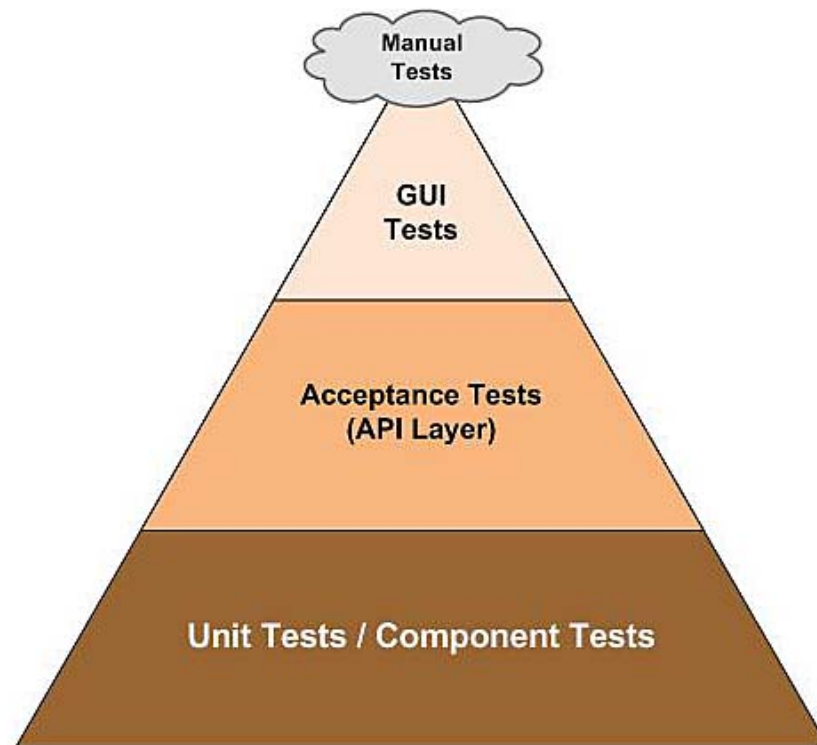 Manual
Tests
GUI
Tests
Acceptance Tests
(API Layer)
Unit Tests / Component Tests